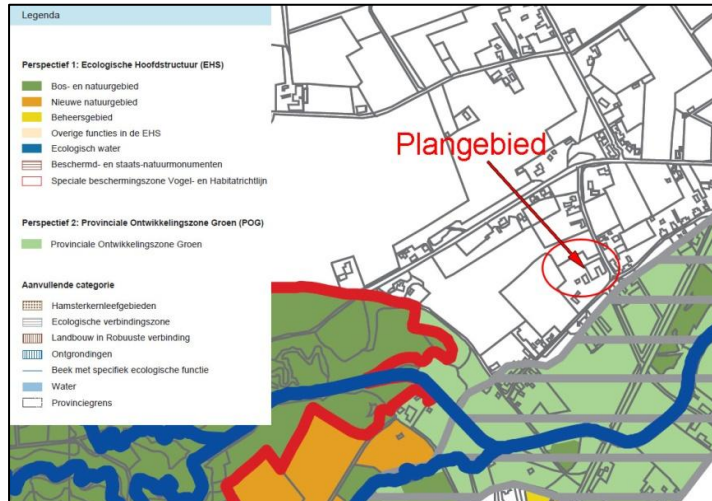 Legenda
Perspectief 1: Ecologische Hoofdstructuur (EHS)
Bos- en natuurgebied
Nieuwe natuurgebied
Beheersgebied
Overige functies in de EHS
Ecologisch water
Beschermd- en staats-natuurmonumenten
Speciale beschermingszone Vogel- en Habitatrichtlijn
Perspectief 2: Provinciale Ontwikkelingszone Groen (POG)
Provinciale Ontwikkelingszone Groen
Aanvullende categorie
Hamsterkernleefgebieden
Ecologische verbindingszone
Landbouw in Robuuste verbinding
Ontgrondingen
Beek met specifiek ecologische functie
Water
Provinciegrens
Plangebied